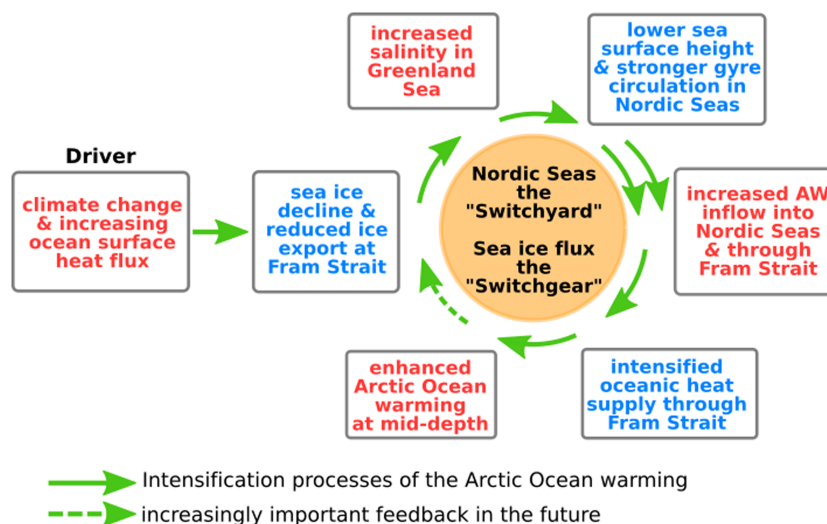 increased
salinity in
Greenland
Sea
lower sea
surface height
& stronger gyre
circulation in
Nordic Seas
Driver
climate change
& increasing
ocean surface
heat flux
sea ice
decline &
reduced ice
export at
Fram Strait
Nordic Seas
the
"Switchyard"
Sea ice flux
the
"Switchgear"
increased AW
inflow into
Nordic Seas
& through
Fram Strait
enhanced
Arctic Ocean
warming
at mid-depth
intensified
oceanic heat
supply through
Fram Strait
Intensification processes of the Arctic Ocean warming
increasingly important feedback in the future